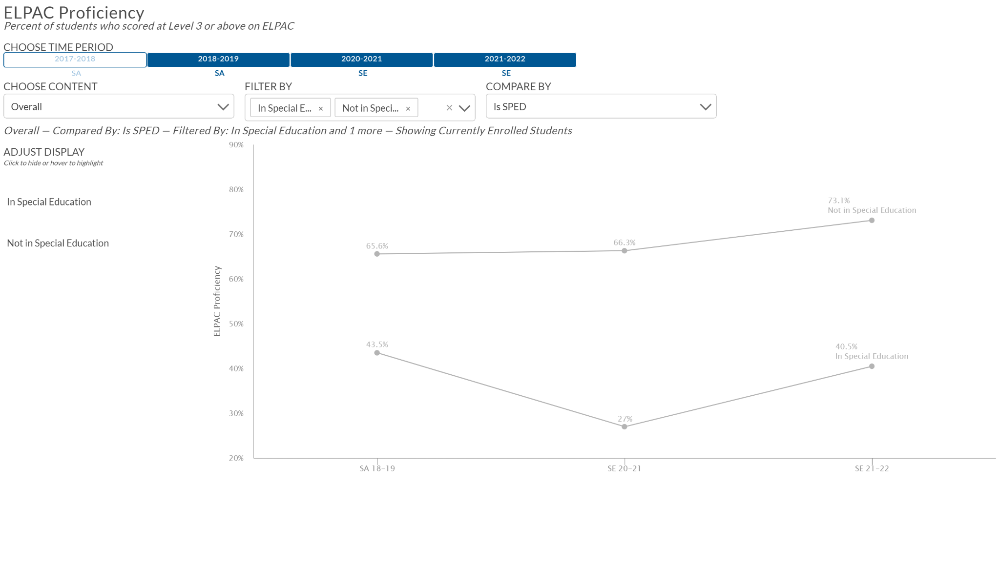 ELPAC Proficiency
Percent of students who scored at Level 3 or above on ELPAC
CHOOSE TIME PERIOD
2017-2018 2018-2019 2020-2021 2021-2022
SA SA SE SE
CHOOSE CONTENT FILTER BY COMPARE BY
Overall In Special E... × Not in Speci... × × Is SPED
Overall — Compared By: Is SPED — Filtered By: In Special Education and 1 more — Showing Currently Enrolled Students
ADJUST DISPLAY
Click to hide or hover to highlight
In Special Education
Not in Special Education
ELPAC Proficiency
90%
80%
70%
60%
50%
40%
30%
20%
65.6%
66.3%
73.1%
Not in Special Education
43.5%
27%
40.5%
In Special Education
SA 18-19 SE 20-21 SE 21-22